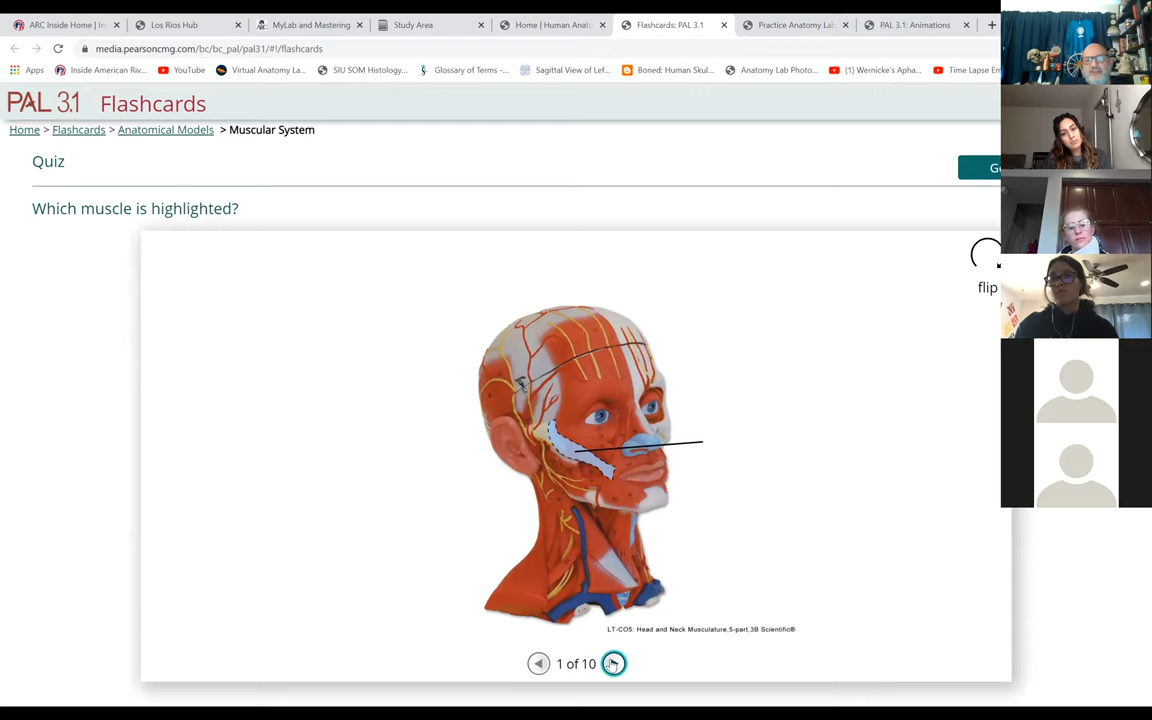 ARC Inside Home | In
Los Rios Hub
MyLab and Mastering
Study Area
Home | Human Anato
Flashcards: PAL 3.1
Practice Anatomy Lab
PAL 3.1: Animations
media.pearsoncmg.com/bc/bc_pal/pal31/#!/flashcards
Apps
Inside American Riv...
YouTube
Virtual Anatomy La...
SIU SOM Histology...
Glossary of Terms -...
Sagittal View of Lef...
Boned: Human Skul...
Anatomy Lab Photo...
(1) Wernicke's Apha...
Time Lapse En
PAL 3.1 Flashcards
Home > Flashcards > Anatomical Models > Muscular System
Quiz
Which muscle is highlighted?
flip
LT-CO5: Head and Neck Musculature,5-part,3B Scientific®
1 of 10